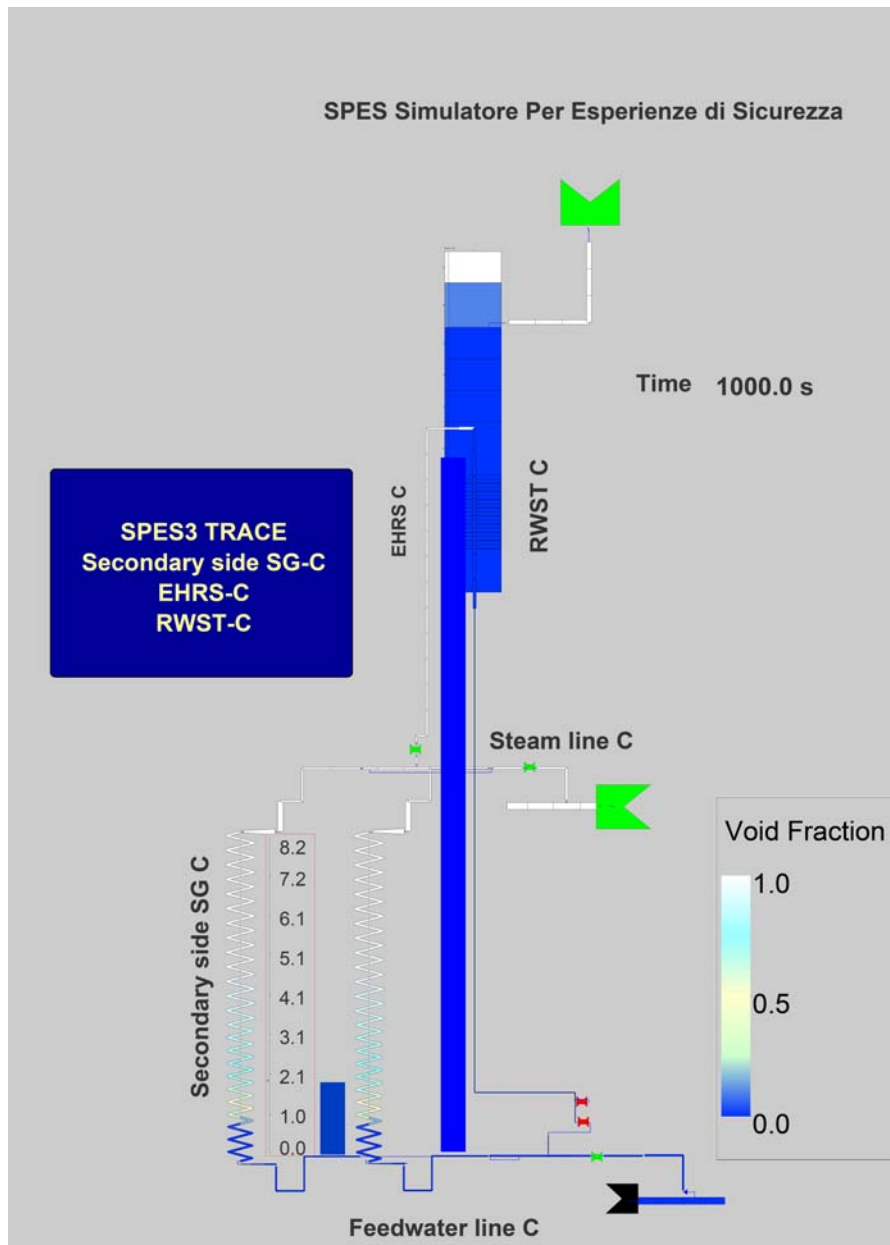 SPES Simulatore Per Esperienze di Sicurezza
Time 1000.0 s
EHRS C
RWST C
SPES3 TRACE
Secondary side SG-C
EHRS-C
RWST-C
Steam line C
Secondary side SG C
8.2
7.2
6.1
5.1
4.1
3.1
2.1
1.0
0.0
Void Fraction
1.0
0.5
0.0
Feedwater line C